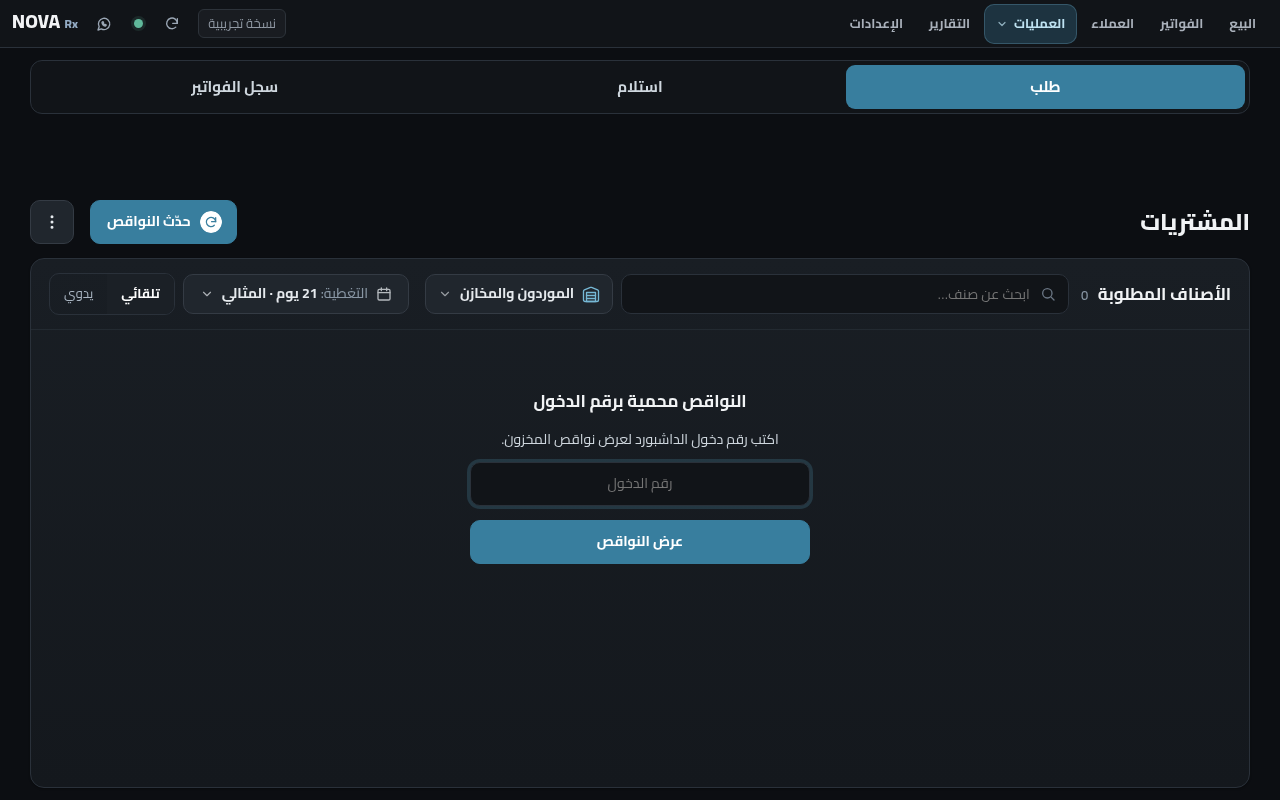 البيع
الفواتير
العملاء
العمليات
التقارير
الإعدادات
نسخة تجريبية
NOVA Rx
طلب
استلام
سجل الفواتير
المشتريات
حدّث النواقص
الأصناف المطلوبة 0
ابحث عن صنف...
الموردون والمخازن
التغطية: 21 يوم · المثالي
تلقائي
يدوي
النواقص محمية برقم الدخول
اكتب رقم دخول الداشبورد لعرض نواقص المخزون.
رقم الدخول
عرض النواقص